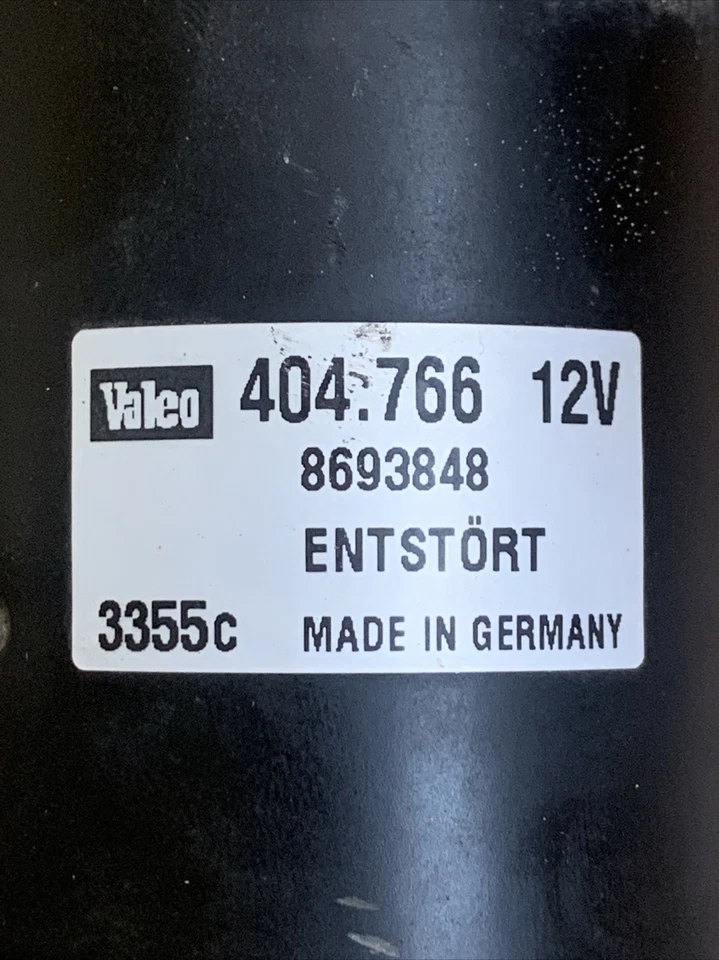 Valeo 404.766 12V
8693848
ENTSTÖRT
3355c MADE IN GERMANY